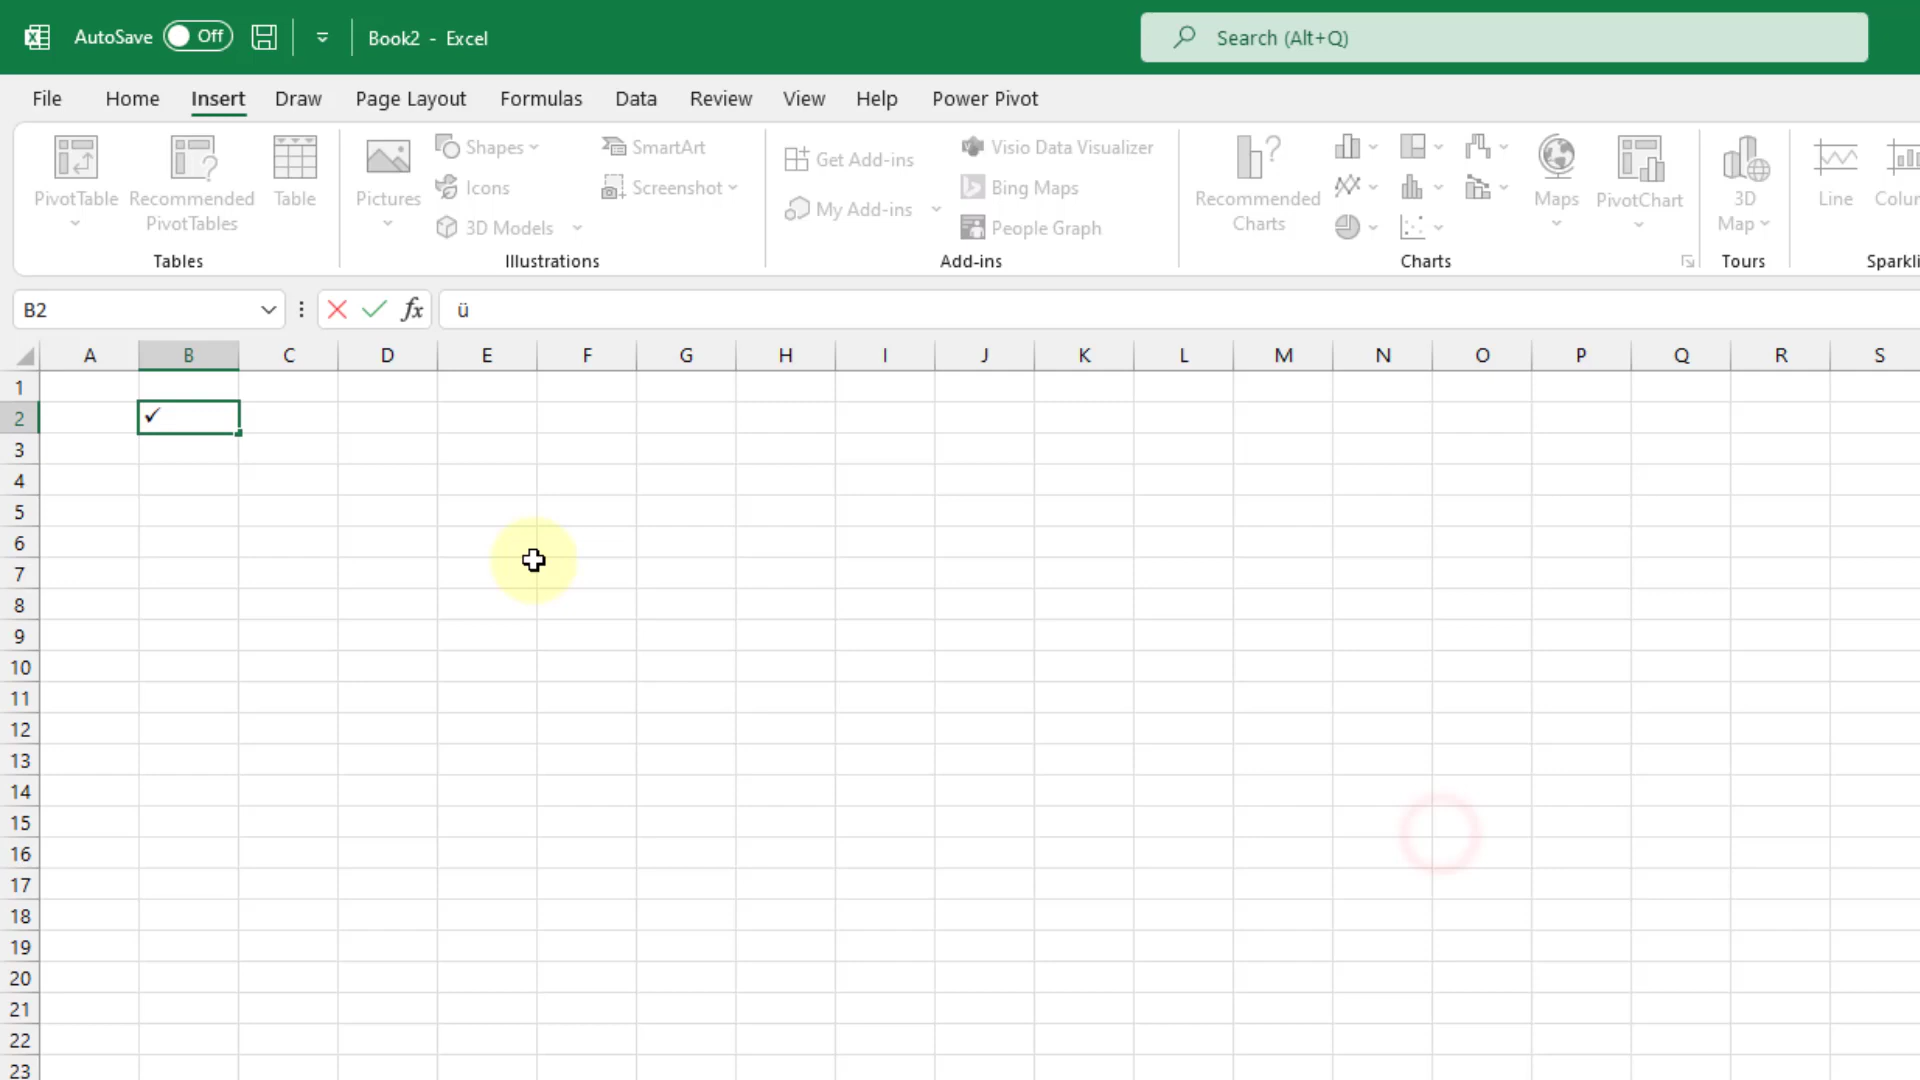 AutoSave Off Book2 - Excel Search (Alt+Q)
File Home Insert Draw Page Layout Formulas Data Review View Help Power Pivot
PivotTable
Recommended
PivotTables
Table
Tables
Pictures
Shapes
Icons
3D Models
SmartArt
Screenshot
Illustrations
Get Add-ins
My Add-ins
Visio Data Visualizer
Bing Maps
People Graph
Add-ins
Recommended
Charts
Maps
PivotChart
Charts
3D
Map
Tours
Line
Colum
Sparkli
B2 fx ü
A B C D E F G H I J K L M N O P Q R S
1
2 ✓
3
4
5
6
7
8
9
10
11
12
13
14
15
16
17
18
19
20
21
22
23